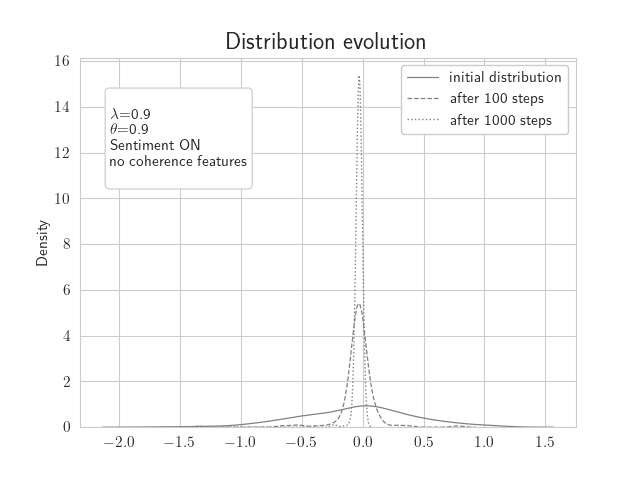 Distribution evolution
16
14
12
10
8
6
4
2
0
Density
λ=0.9
θ=0.9
Sentiment ON
no coherence features
initial distribution
after 100 steps
after 1000 steps
−2.0 −1.5 −1.0 −0.5 0.0 0.5 1.0 1.5